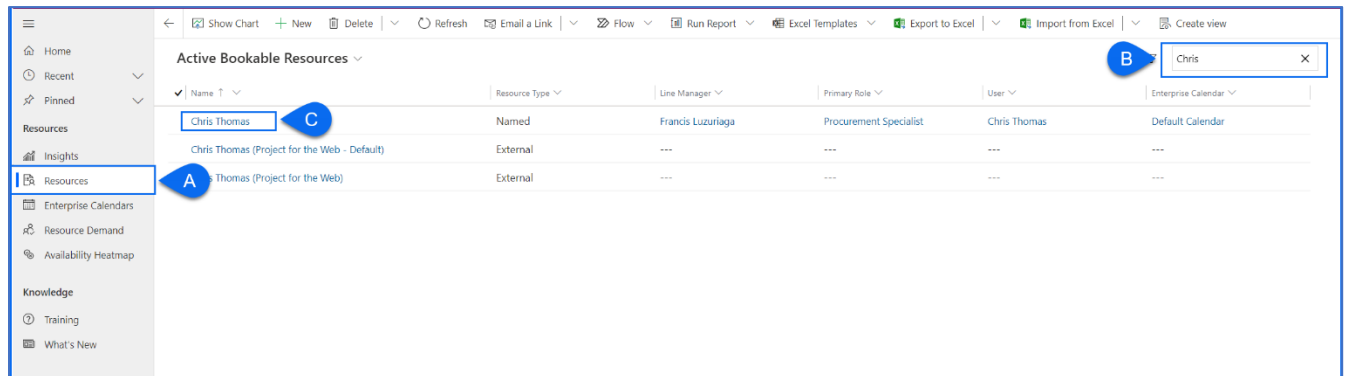 Show Chart New Delete Refresh Email a Link Flow Run Report Excel Templates Export to Excel Import from Excel Create view
Home
Recent
Pinned
Resources
Insights
A
Resources
Enterprise Calendars
Resource Demand
Availability Heatmap
Knowledge
Training
What's New
Active Bookable Resources
B
Chris
Name Resource Type Line Manager Primary Role User Enterprise Calendar
Chris Thomas C Named Francis Luzuriaga Procurement Specialist Chris Thomas Default Calendar
Chris Thomas (Project for the Web - Default) External --- --- --- ---
Thomas (Project for the Web) External --- --- --- ---